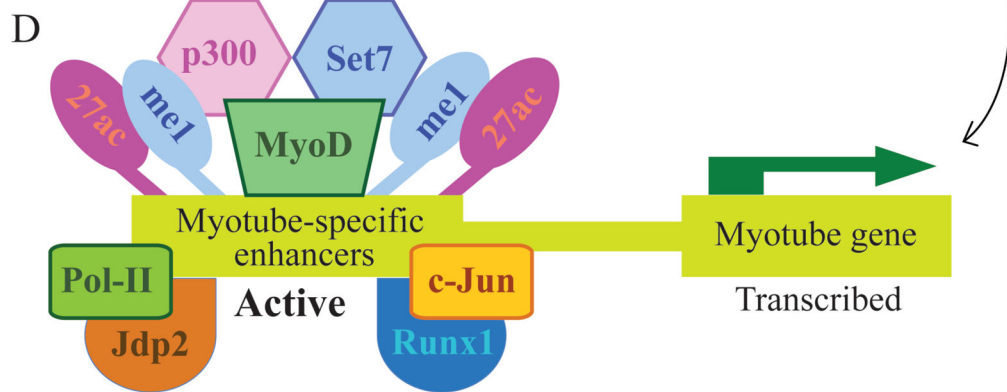 D
p300
Set7
27ac
me1
me1
27ac
MyoD
Myotube-specific
enhancers
Myotube gene
Pol-II
c-Jun
Active
Transcribed
Jdp2
Runx1